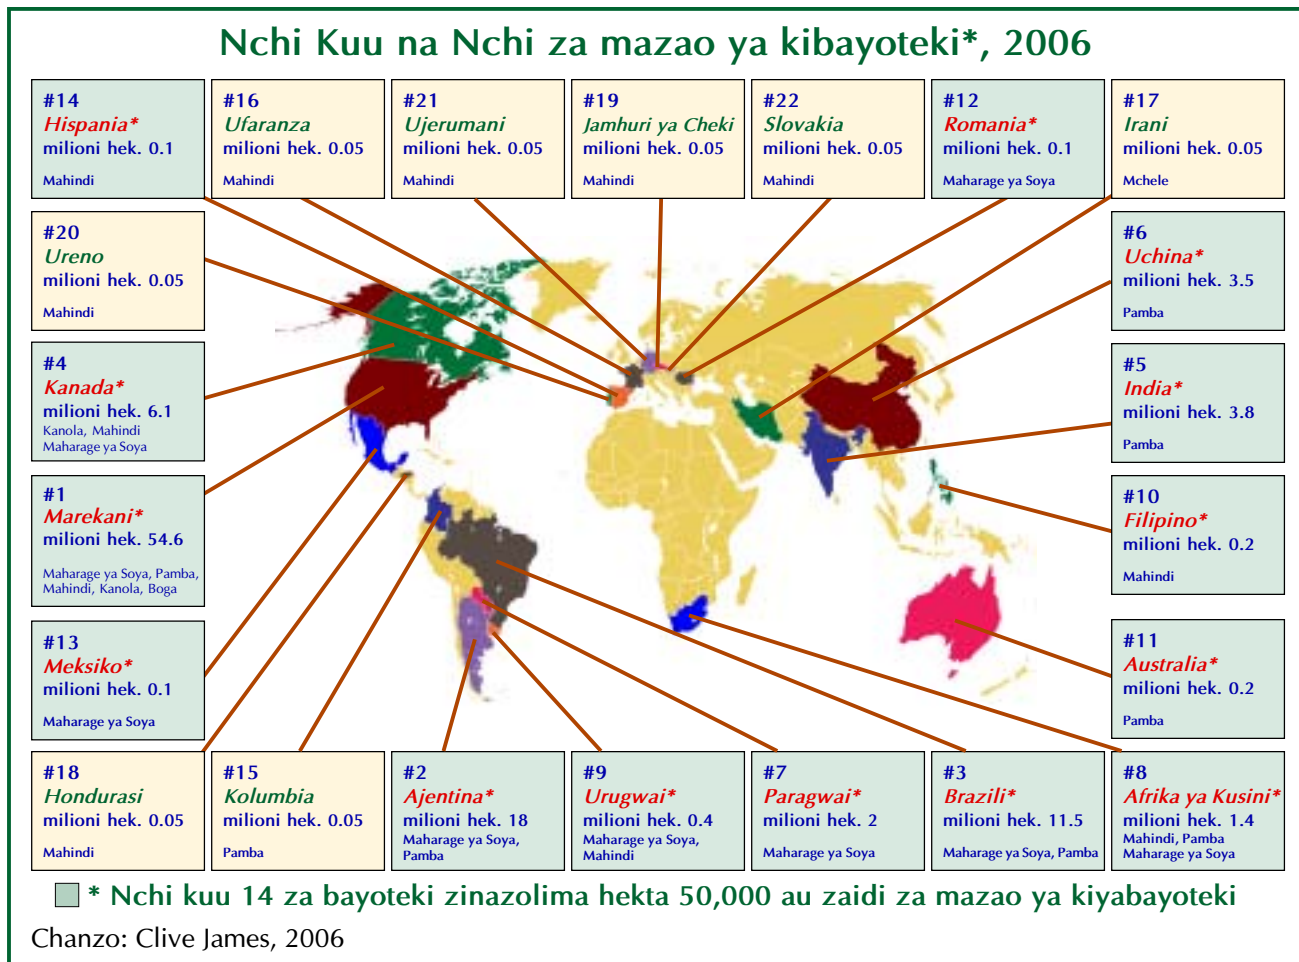 Nchi Kuu na Nchi za mazao ya kibayoteki*, 2006
#14
Hispania*
milioni hek. 0.1
Mahindi
#16
Ufaranza
milioni hek. 0.05
Mahindi
#21
Ujerumani
milioni hek. 0.05
Mahindi
#19
Jamhuri ya Cheki
milioni hek. 0.05
Mahindi
#22
Slovakia
milioni hek. 0.05
Mahindi
#12
Romania*
milioni hek. 0.1
Maharage ya Soya
#17
Irani
milioni hek. 0.05
Mchele
#20
Ureno
milioni hek. 0.05
Mahindi
#6
Uchina*
milioni hek. 3.5
Pamba
#4
Kanada*
milioni hek. 6.1
Kanola, Mahindi
Maharage ya Soya
#5
India*
milioni hek. 3.8
Pamba
#1
Marekani*
milioni hek. 54.6
Maharage ya Soya, Pamba,
Mahindi, Kanola, Boga
#10
Filipino*
milioni hek. 0.2
Mahindi
#13
Meksiko*
milioni hek. 0.1
Maharage ya Soya
#11
Australia*
milioni hek. 0.2
Pamba
#18
Hondurasi
milioni hek. 0.05
Mahindi
#15
Kolumbia
milioni hek. 0.05
Pamba
#2
Ajentina*
milioni hek. 18
Maharage ya Soya,
Pamba
#9
Urugwai*
milioni hek. 0.4
Maharage ya Soya,
Mahindi
#7
Paragwai*
milioni hek. 2
Maharage ya Soya
#3
Brazili*
milioni hek. 11.5
Maharage ya Soya, Pamba
#8
Afrika ya Kusini*
milioni hek. 1.4
Mahindi, Pamba
Maharage ya Soya
* Nchi kuu 14 za bayoteki zinazolima hekta 50,000 au zaidi za mazao ya kiyabayoteki
Chanzo: Clive James, 2006